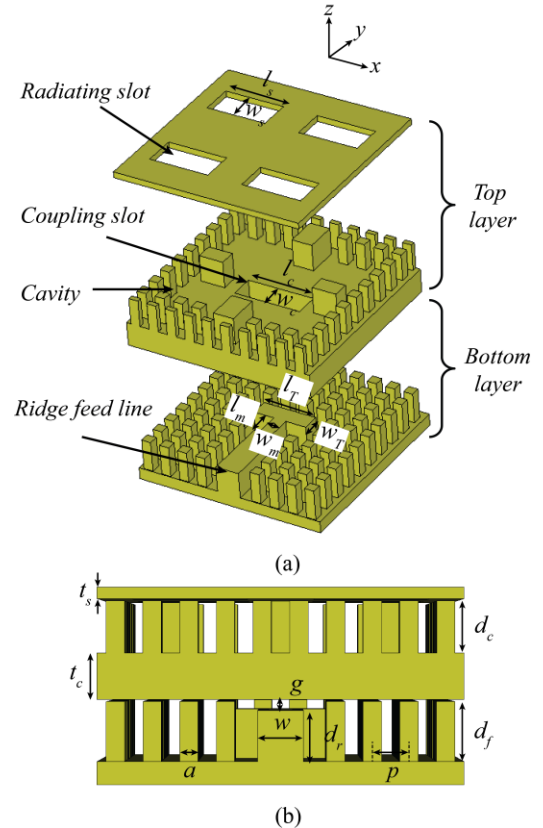 z
y
x
l_s
Radiating slot
w_s
Coupling slot
Top
layer
l_c
Cavity
w_c
Bottom
layer
l_T
Ridge feed line
l_m
w_m
w_T
(a)
t_s
d_c
t_c
g
w
d_r
d_f
a
p
(b)